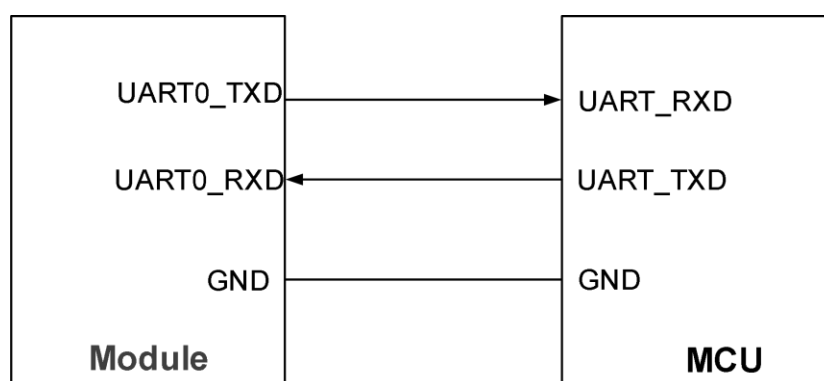 UART0_TXD
UART_RXD
UART0_RXD
UART_TXD
GND
GND
Module
MCU